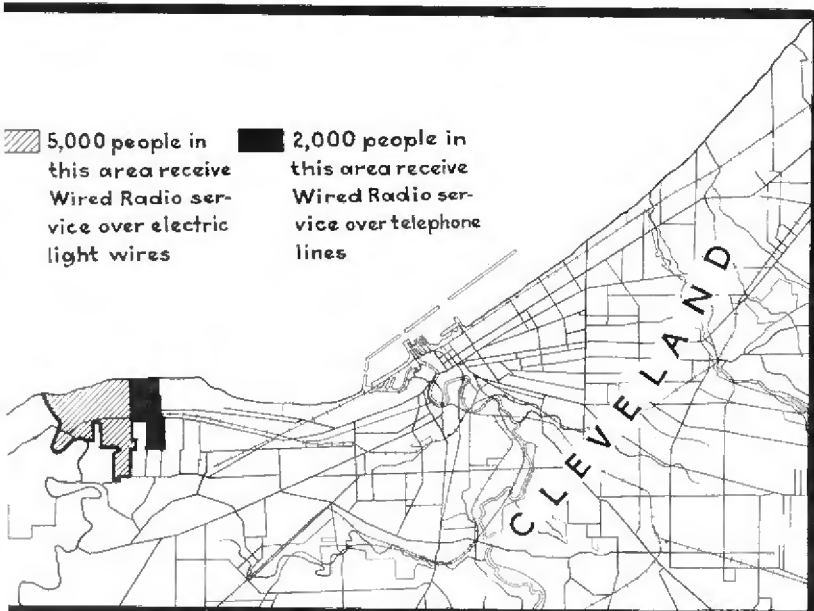 5,000 people in
this area receive
Wired Radio ser-
vice over electric
light wires
2,000 people in
this area receive
Wired Radio ser-
vice over telephone
lines
CLEVELAND